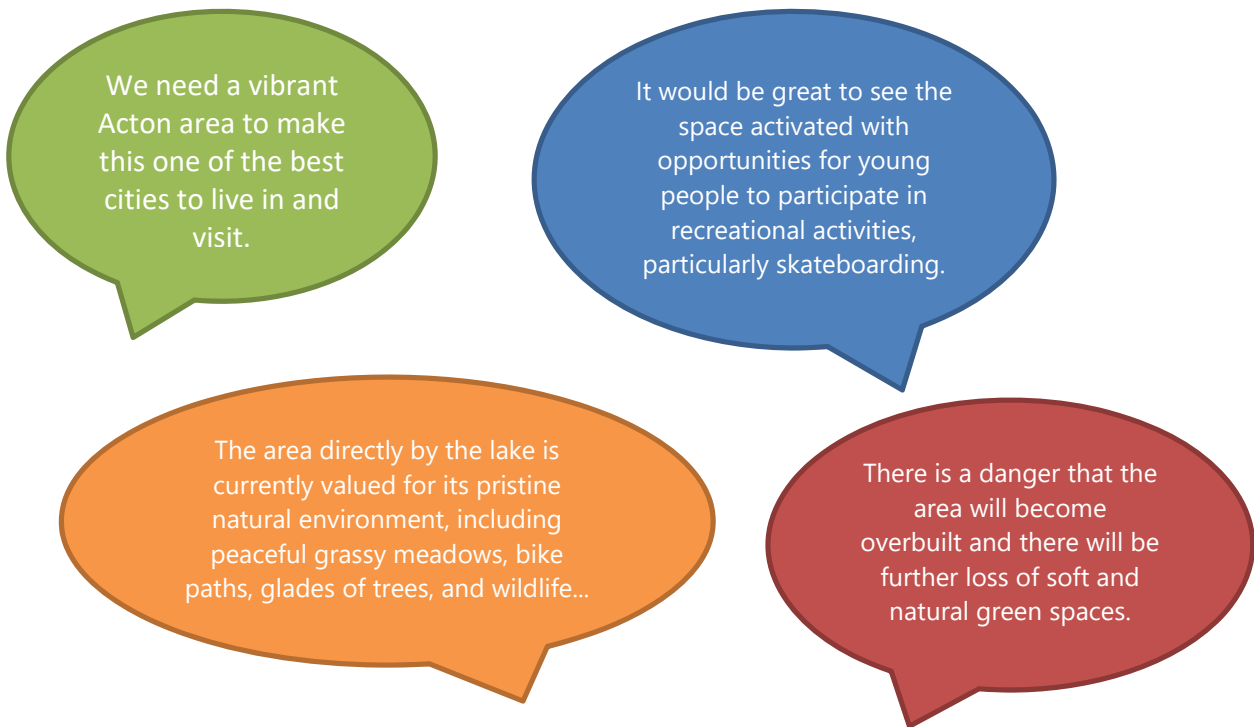 We need a vibrant
Acton area to make
this one of the best
cities to live in and
visit.
It would be great to see the
space activated with
opportunities for young
people to participate in
recreational activities,
particularly skateboarding.
The area directly by the lake is
currently valued for its pristine
natural environment, including
peaceful grassy meadows, bike
paths, glades of trees, and wildlife...
There is a danger that the
area will become
overbuilt and there will be
further loss of soft and
natural green spaces.